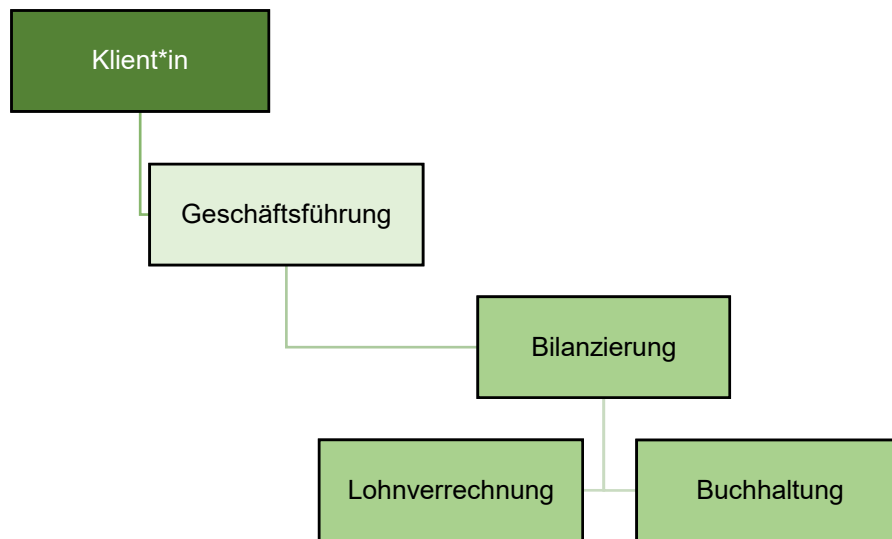 Klient*in
Geschäftsführung
Bilanzierung
Lohnverrechnung
Buchhaltung